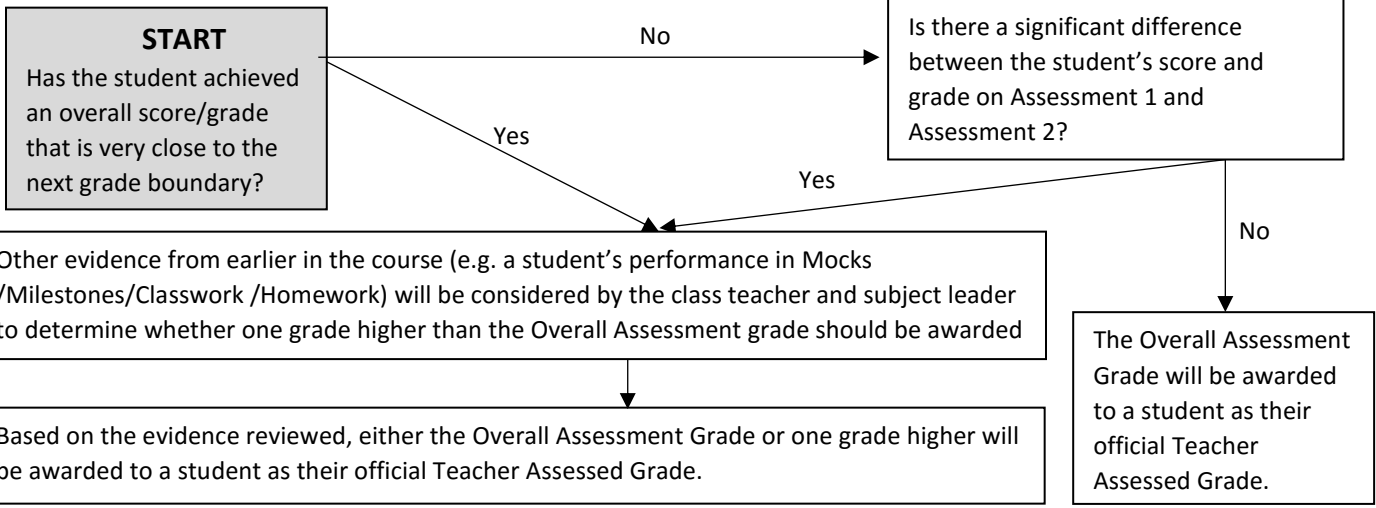 START
Has the student achieved
an overall score/grade
that is very close to the
next grade boundary?
No
Is there a significant difference
between the student's score and
grade on Assessment 1 and
Assessment 2?
Yes
Yes
No
Other evidence from earlier in the course (e.g. a student's performance in Mocks
/Milestones/Classwork /Homework) will be considered by the class teacher and subject leader
to determine whether one grade higher than the Overall Assessment grade should be awarded
The Overall Assessment
Grade will be awarded
to a student as their
official Teacher
Assessed Grade.
Based on the evidence reviewed, either the Overall Assessment Grade or one grade higher will
be awarded to a student as their official Teacher Assessed Grade.